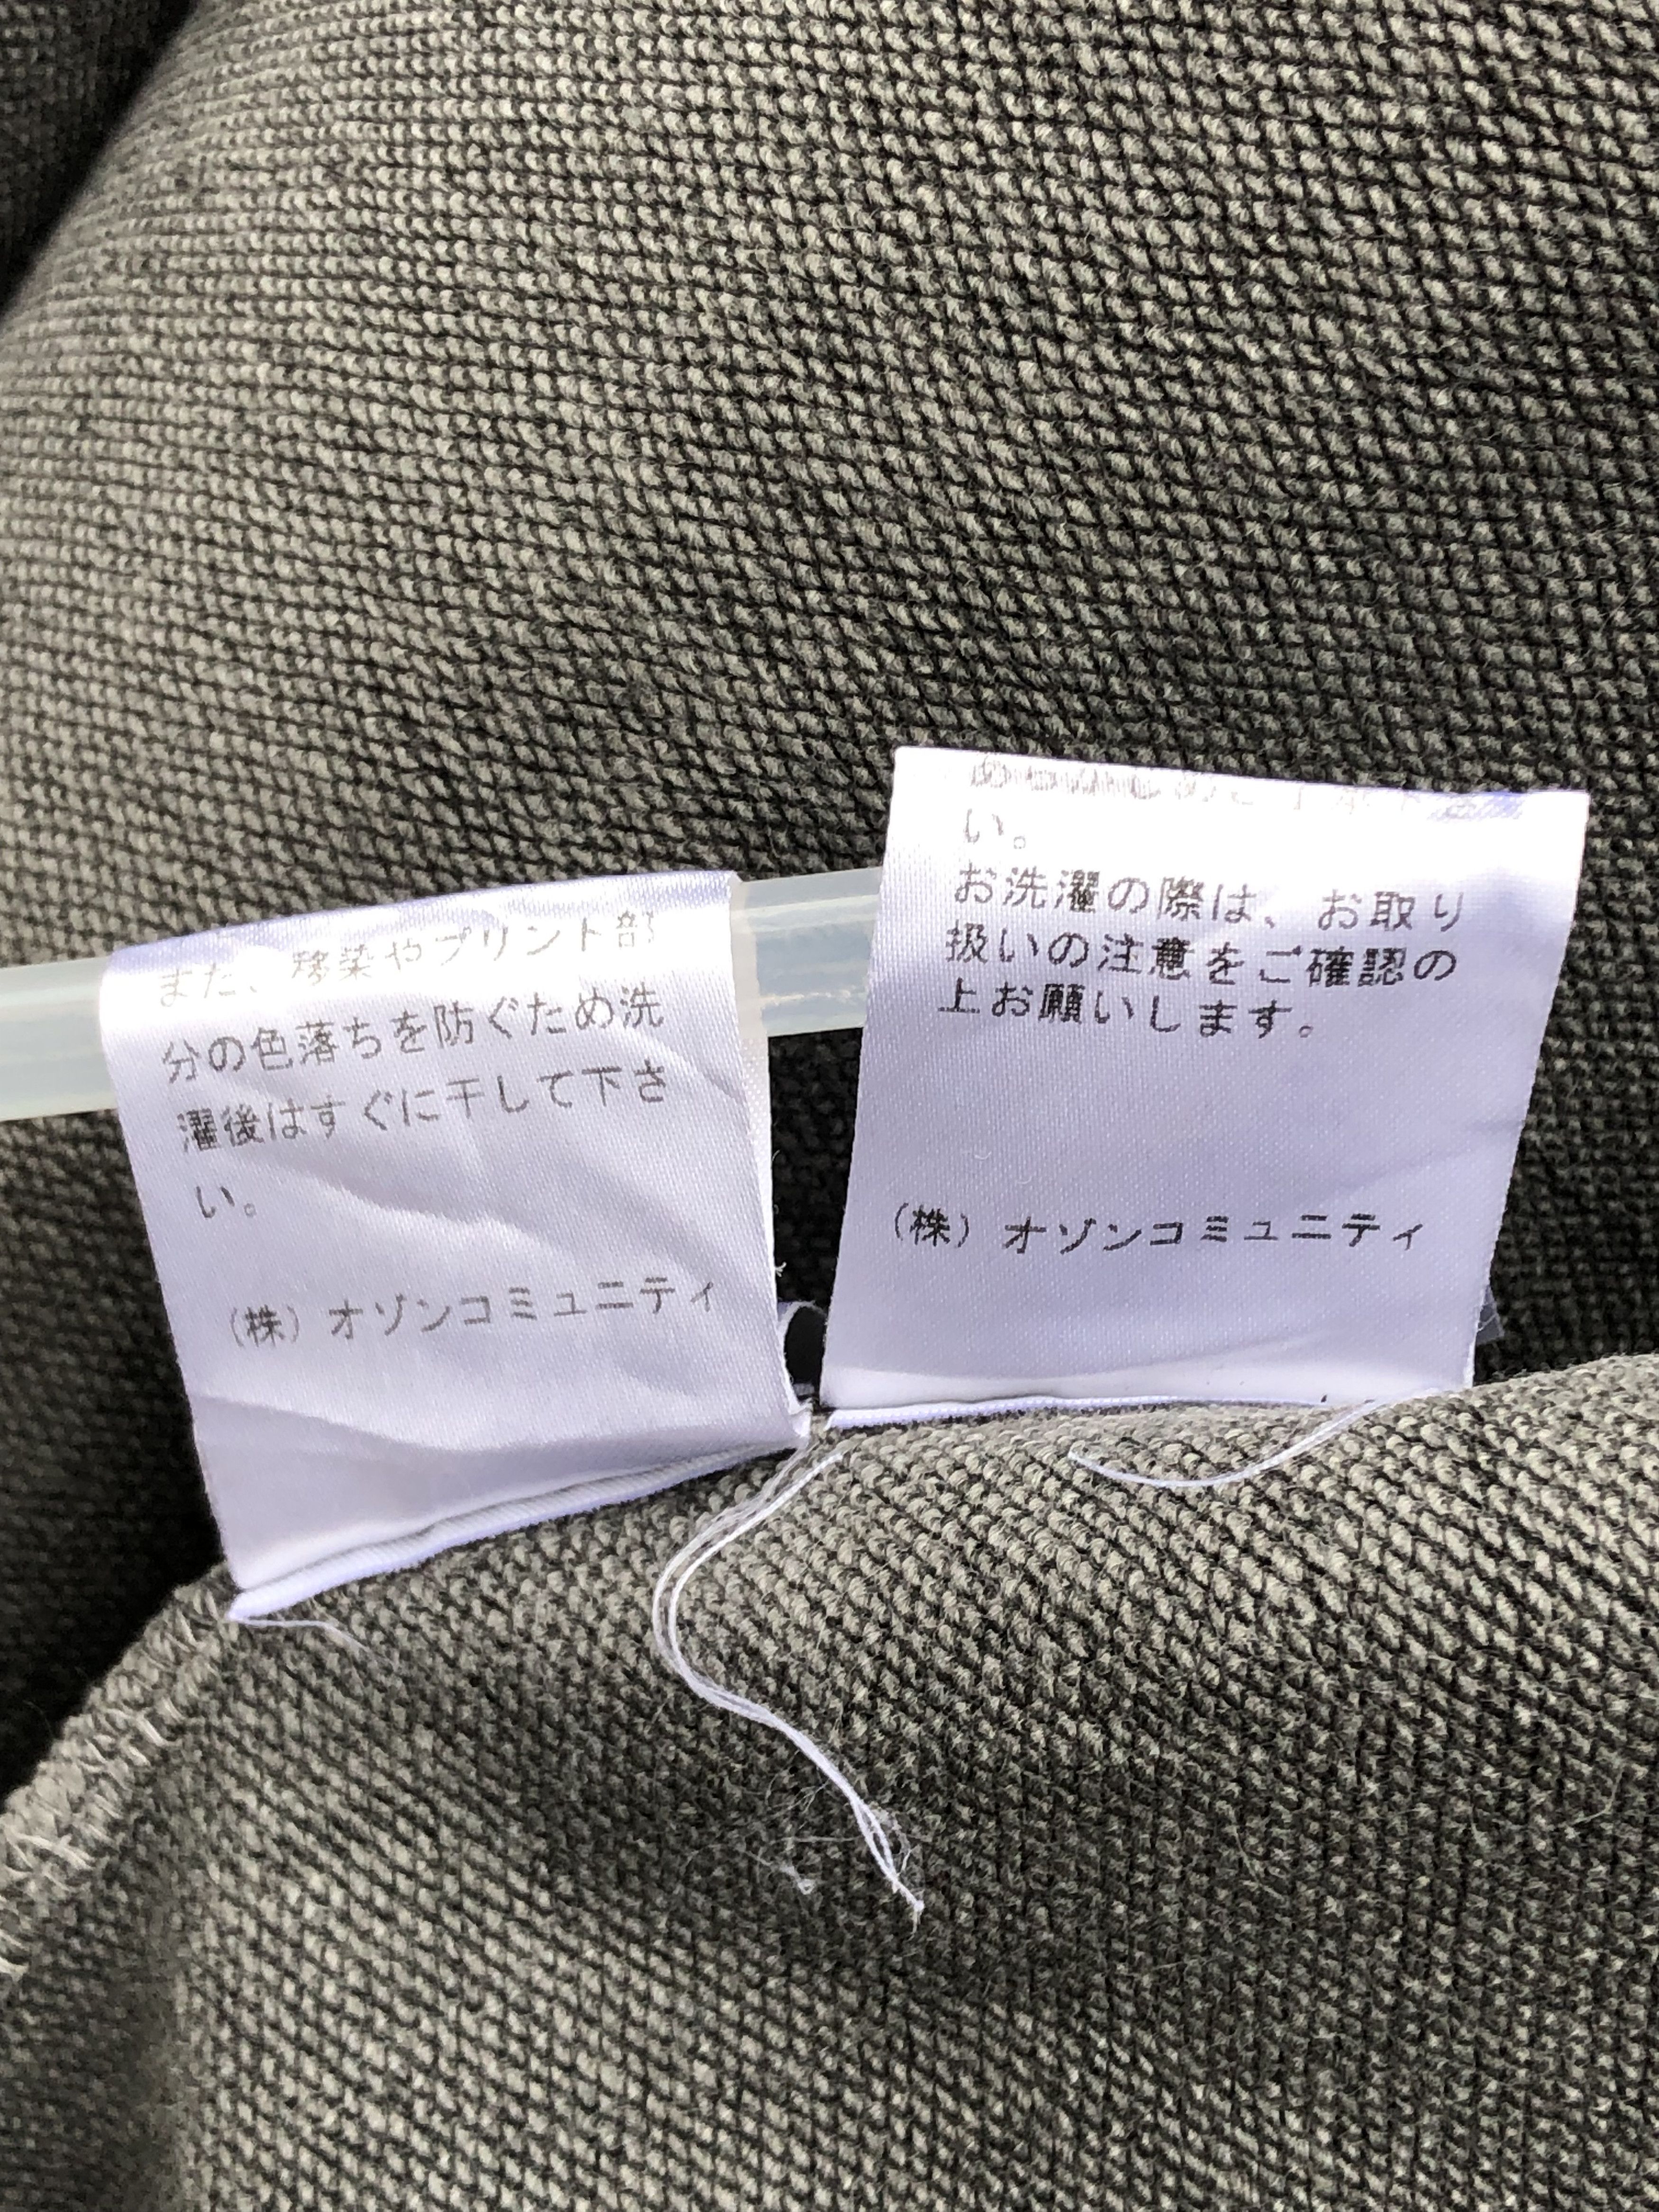 また、移染やプリント部
分の色落ちを防ぐため洗
濯後はすぐに干して下さ
い。
(株) オゾンコミュニティ
い。
お洗濯の際は、お取り
扱いの注意をご確認の
上お願いします。
(株) オゾンコミュニティ